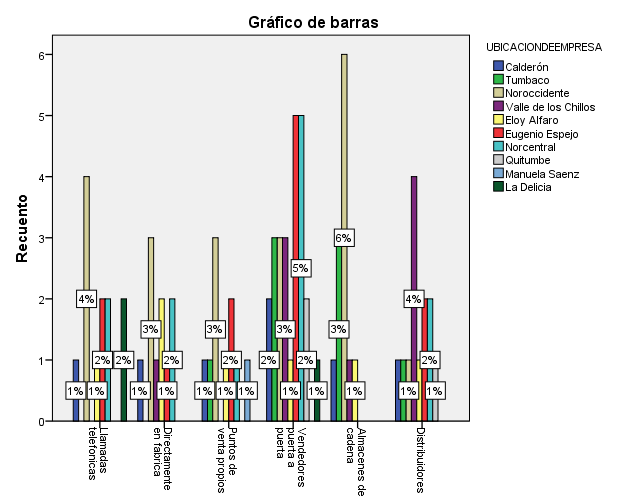 Gráfico de barras
UBICACIONDEEMPRESA
Calderón
Tumbaco
Noroccidente
Valle de los Chillos
Eloy Alfaro
Eugenio Espejo
Norcentral
Quitumbe
Manuela Saenz
La Delicia
Recuento
6
5
4
3
2
1
0
6%
5%
4%
4%
3%
3%
3%
3%
2%
2%
2%
2%
2%
2%
2%
1%
1%
1%
1%
1%
1%
1%
1%
1%
1%
1%
1%
Llamadas
telefonicas
Directamente
en fabrica
Puntos de
venta propios
Vendedores
puerta a
puerta
Almacenes de
cadena
Distribuidores